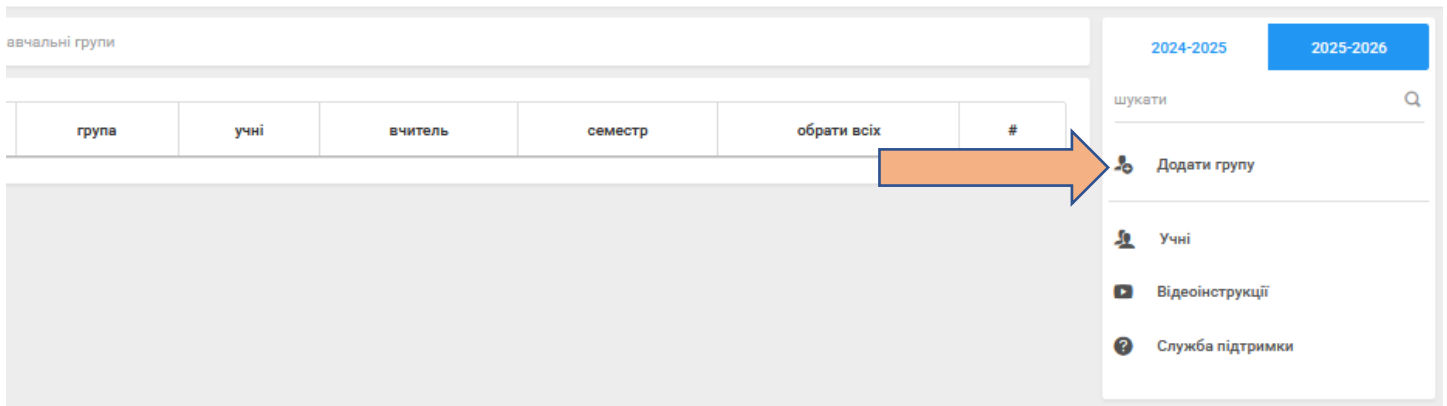 авчальні групи
група учні вчитель семестр обрати всіх #
2024-2025 2025-2026
шукати
Додати групу
Учні
Відеоінструкції
Служба підтримки